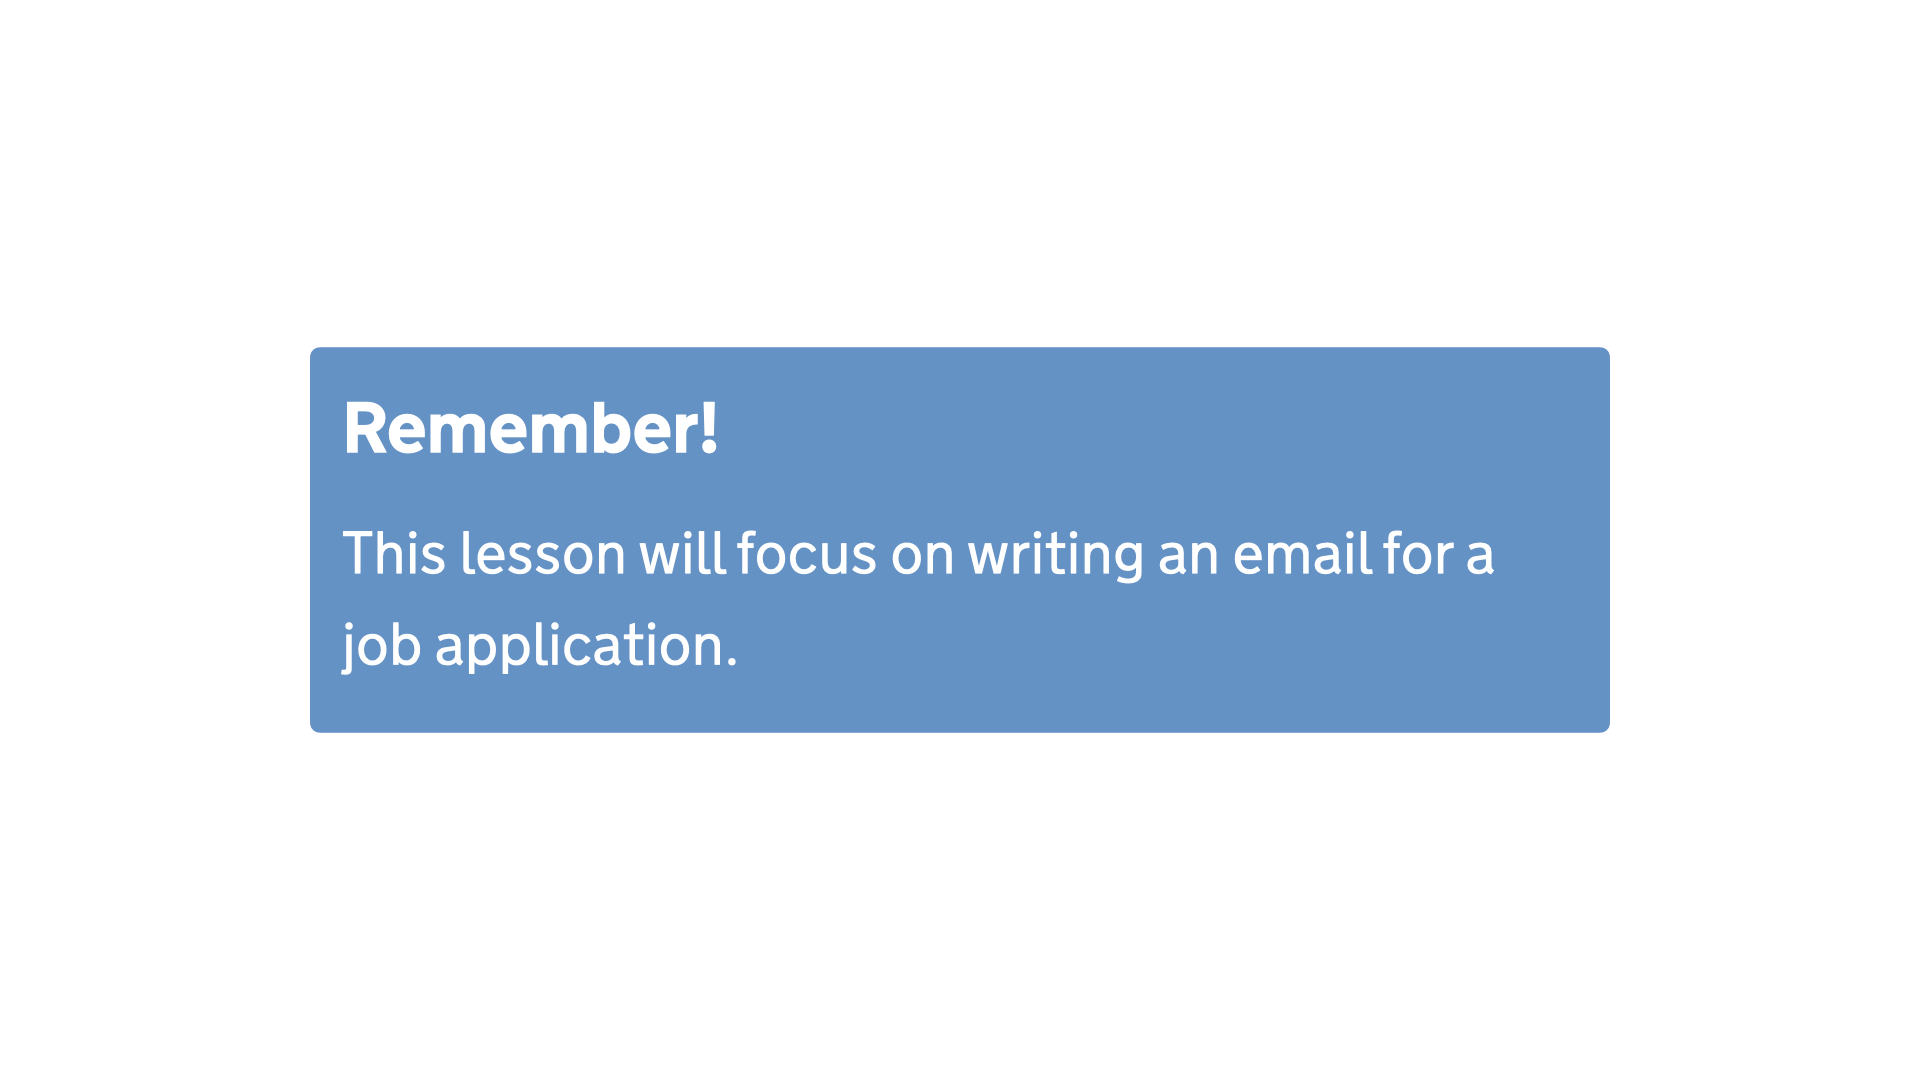 Remember!
This lesson will focus on writing an email for a
job application.